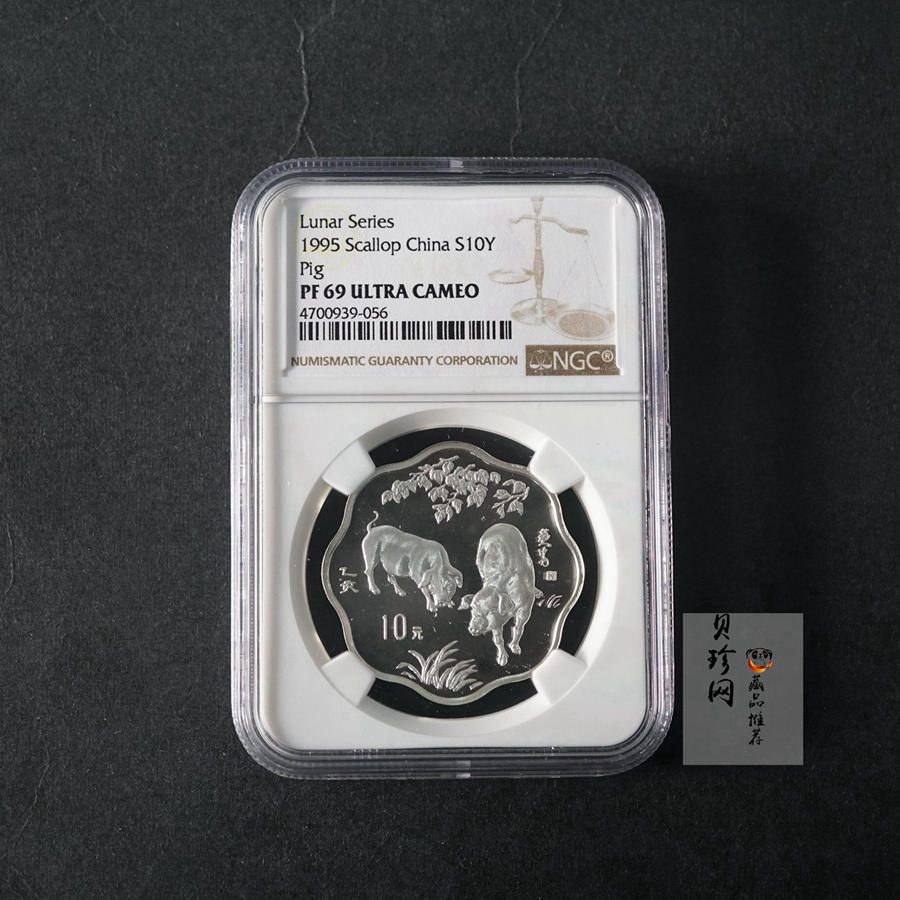 Lunar Series
1995 Scallop China S10Y
Pig
PF 69 ULTRA CAMEO
4700939-056
NUMISMATIC GUARANTY CORPORATION
NGC®
乙亥
10元
贝珍网
藏品推荐